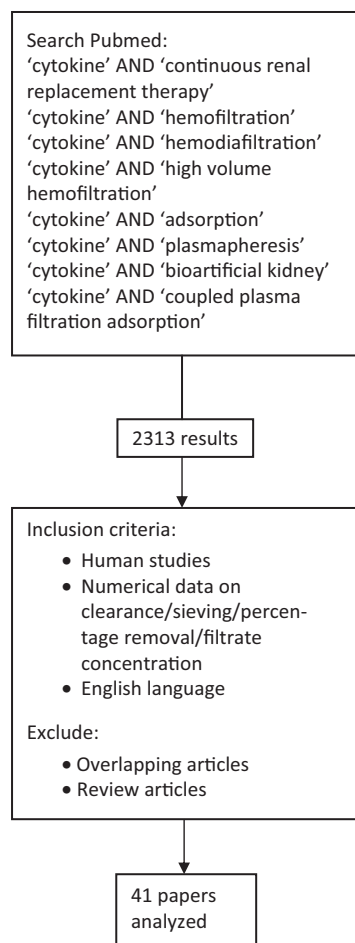 Search Pubmed:
‘cytokine’ AND ‘continuous renal
replacement therapy’
‘cytokine’ AND ‘hemofiltration’
‘cytokine’ AND ‘hemodiafiltration’
‘cytokine’ AND ‘high volume
hemofiltration’
‘cytokine’ AND ‘adsorption’
‘cytokine’ AND ‘plasmapheresis’
‘cytokine’ AND ‘bioartificial kidney’
‘cytokine’ AND ‘coupled plasma
filtration adsorption’
2313 results
Inclusion criteria:
• Human studies
• Numerical data on
clearance/sieving/percen-
tage removal/filtrate
concentration
• English language
Exclude:
• Overlapping articles
• Review articles
41 papers
analyzed